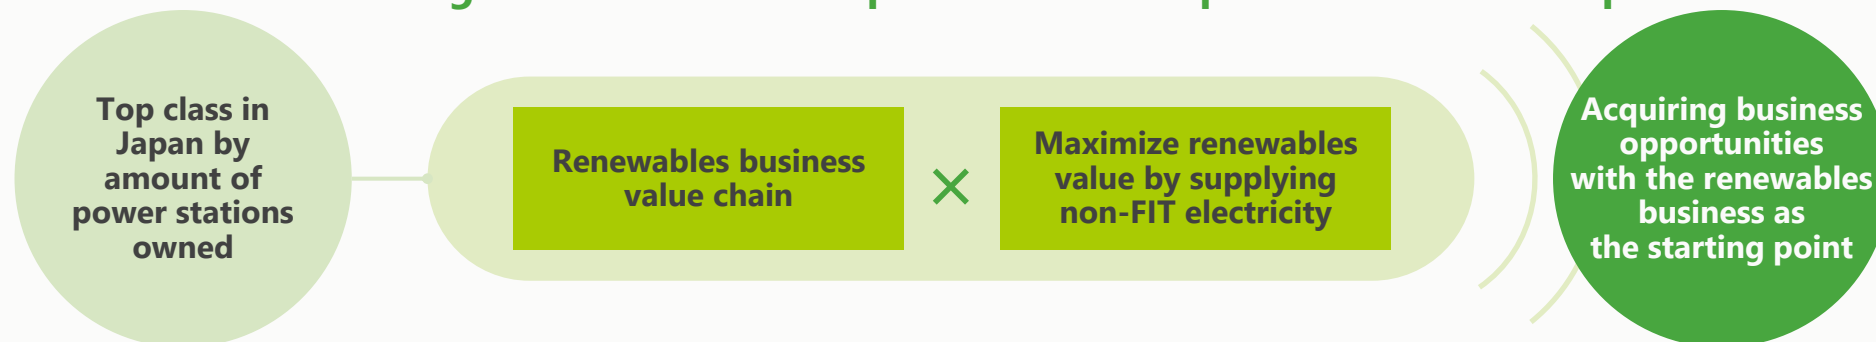 Top class in
Japan by
amount of
power stations
owned
Renewables business
value chain
×
Maximize renewables
value by supplying
non-FIT electricity
Acquiring business
opportunities
with the renewables
business as
the starting point